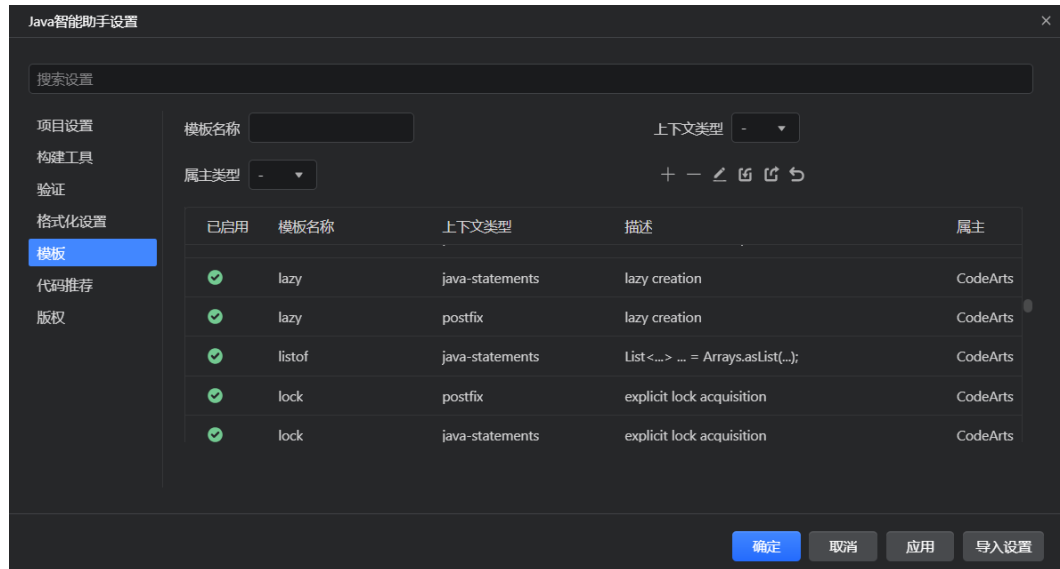 Java智能助手设置
搜索设置
项目设置
构建工具
验证
格式化设置
模板
代码推荐
版权
模板名称
上下文类型 -
属主类型 -
已启用 模板名称 上下文类型 描述 属主
lazy java-statements lazy creation CodeArts
lazy postfix lazy creation CodeArts
listof java-statements List<...> ... = Arrays.asList(...); CodeArts
lock postfix explicit lock acquisition CodeArts
lock java-statements explicit lock acquisition CodeArts
确定 取消 应用 导入设置